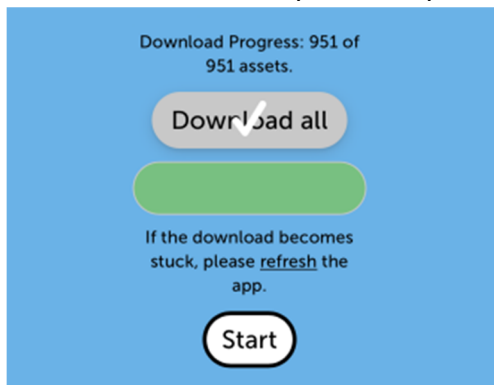 Download Progress: 951 of
951 assets.
Download all
If the download becomes
stuck, please refresh the
app.
Start